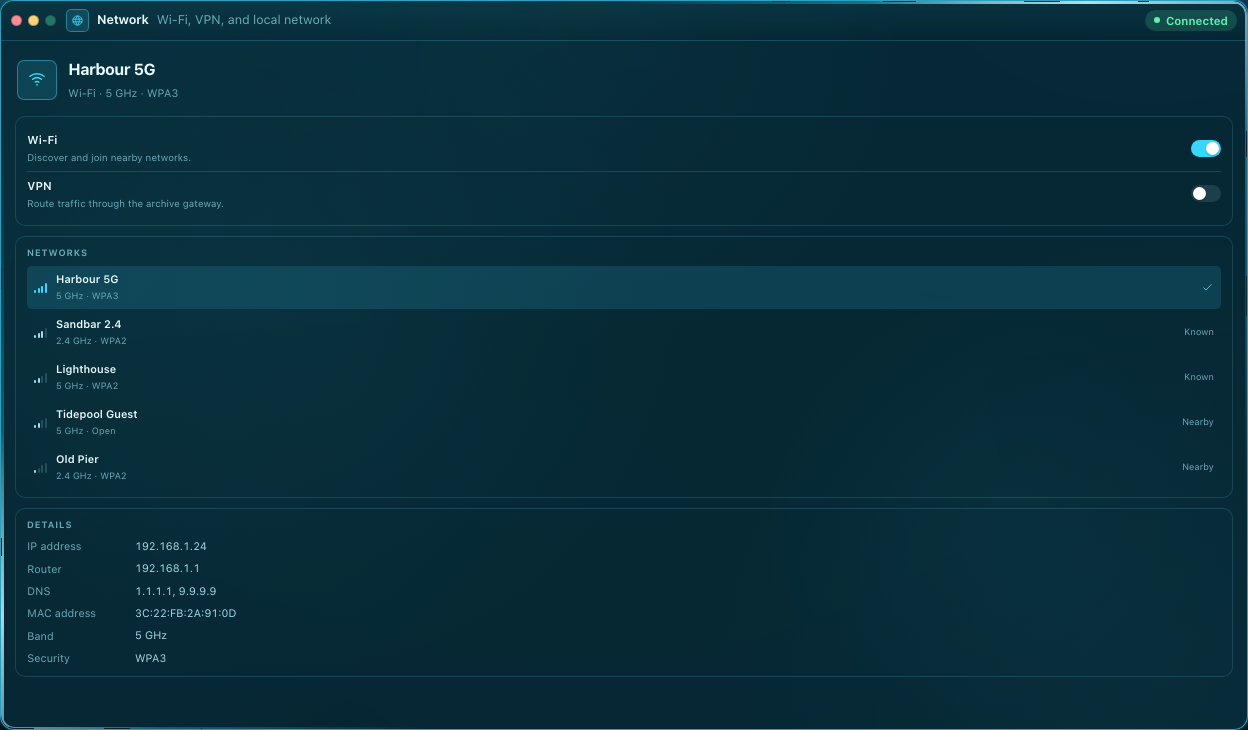 Network Wi-Fi, VPN, and local network Connected
Harbour 5G
Wi-Fi · 5 GHz · WPA3
Wi-Fi
Discover and join nearby networks.
VPN
Route traffic through the archive gateway.
NETWORKS
Harbour 5G
5 GHz · WPA3
Sandbar 2.4
2.4 GHz · WPA2
Known
Lighthouse
5 GHz · WPA2
Known
Tidepool Guest
5 GHz · Open
Nearby
Old Pier
2.4 GHz · WPA2
Nearby
DETAILS
IP address 192.168.1.24
Router 192.168.1.1
DNS 1.1.1.1, 9.9.9.9
MAC address 3C:22:FB:2A:91:0D
Band 5 GHz
Security WPA3